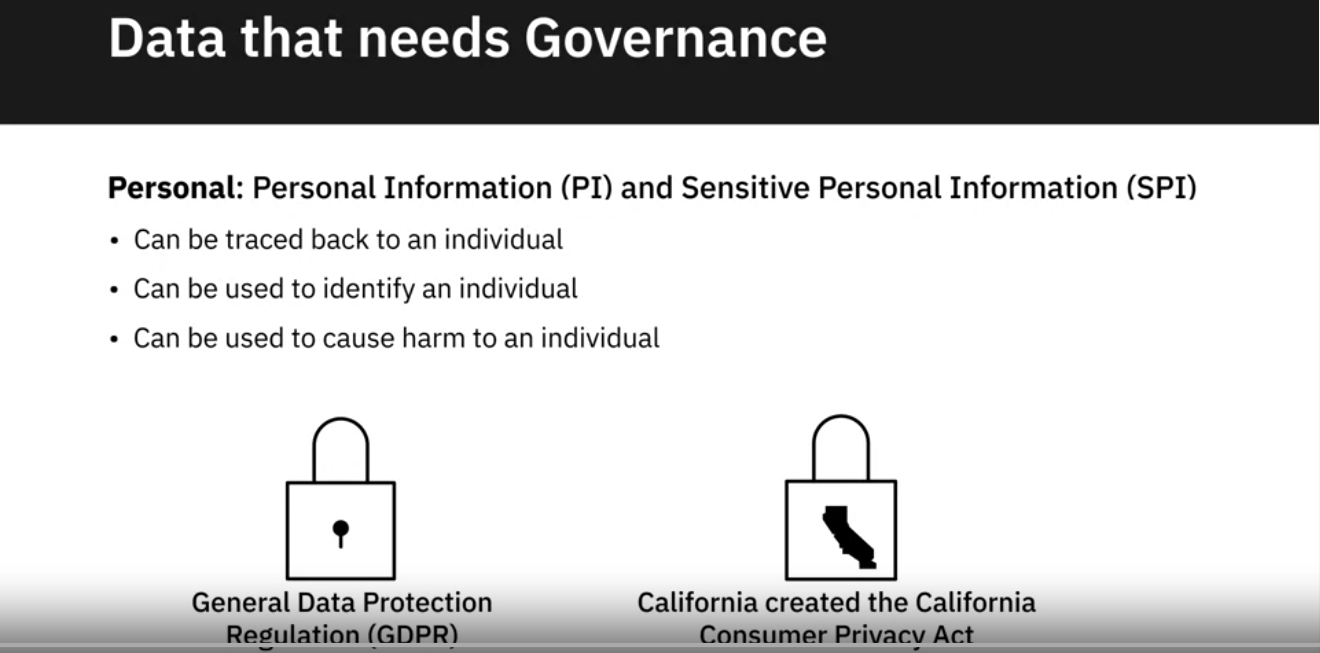 Data that needs Governance
Personal: Personal Information (PI) and Sensitive Personal Information (SPI)
• Can be traced back to an individual
• Can be used to identify an individual
• Can be used to cause harm to an individual
General Data Protection
Regulation (GDPR)
California created the California
Consumer Privacy Act